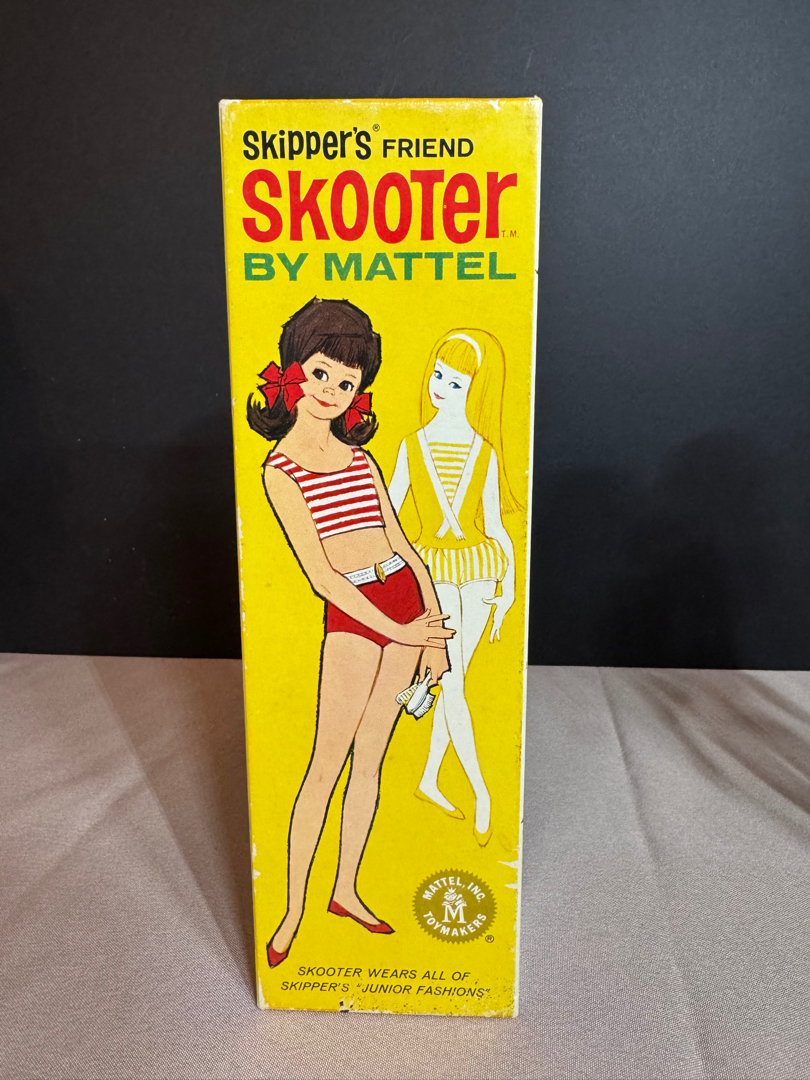 Skipper's® FRIEND
SKOOTER T.M.
BY MATTEL
MATTEL, INC.
M
TOYMAKERS
®
SKOOTER WEARS ALL OF
SKIPPER'S "JUNIOR FASHIONS"